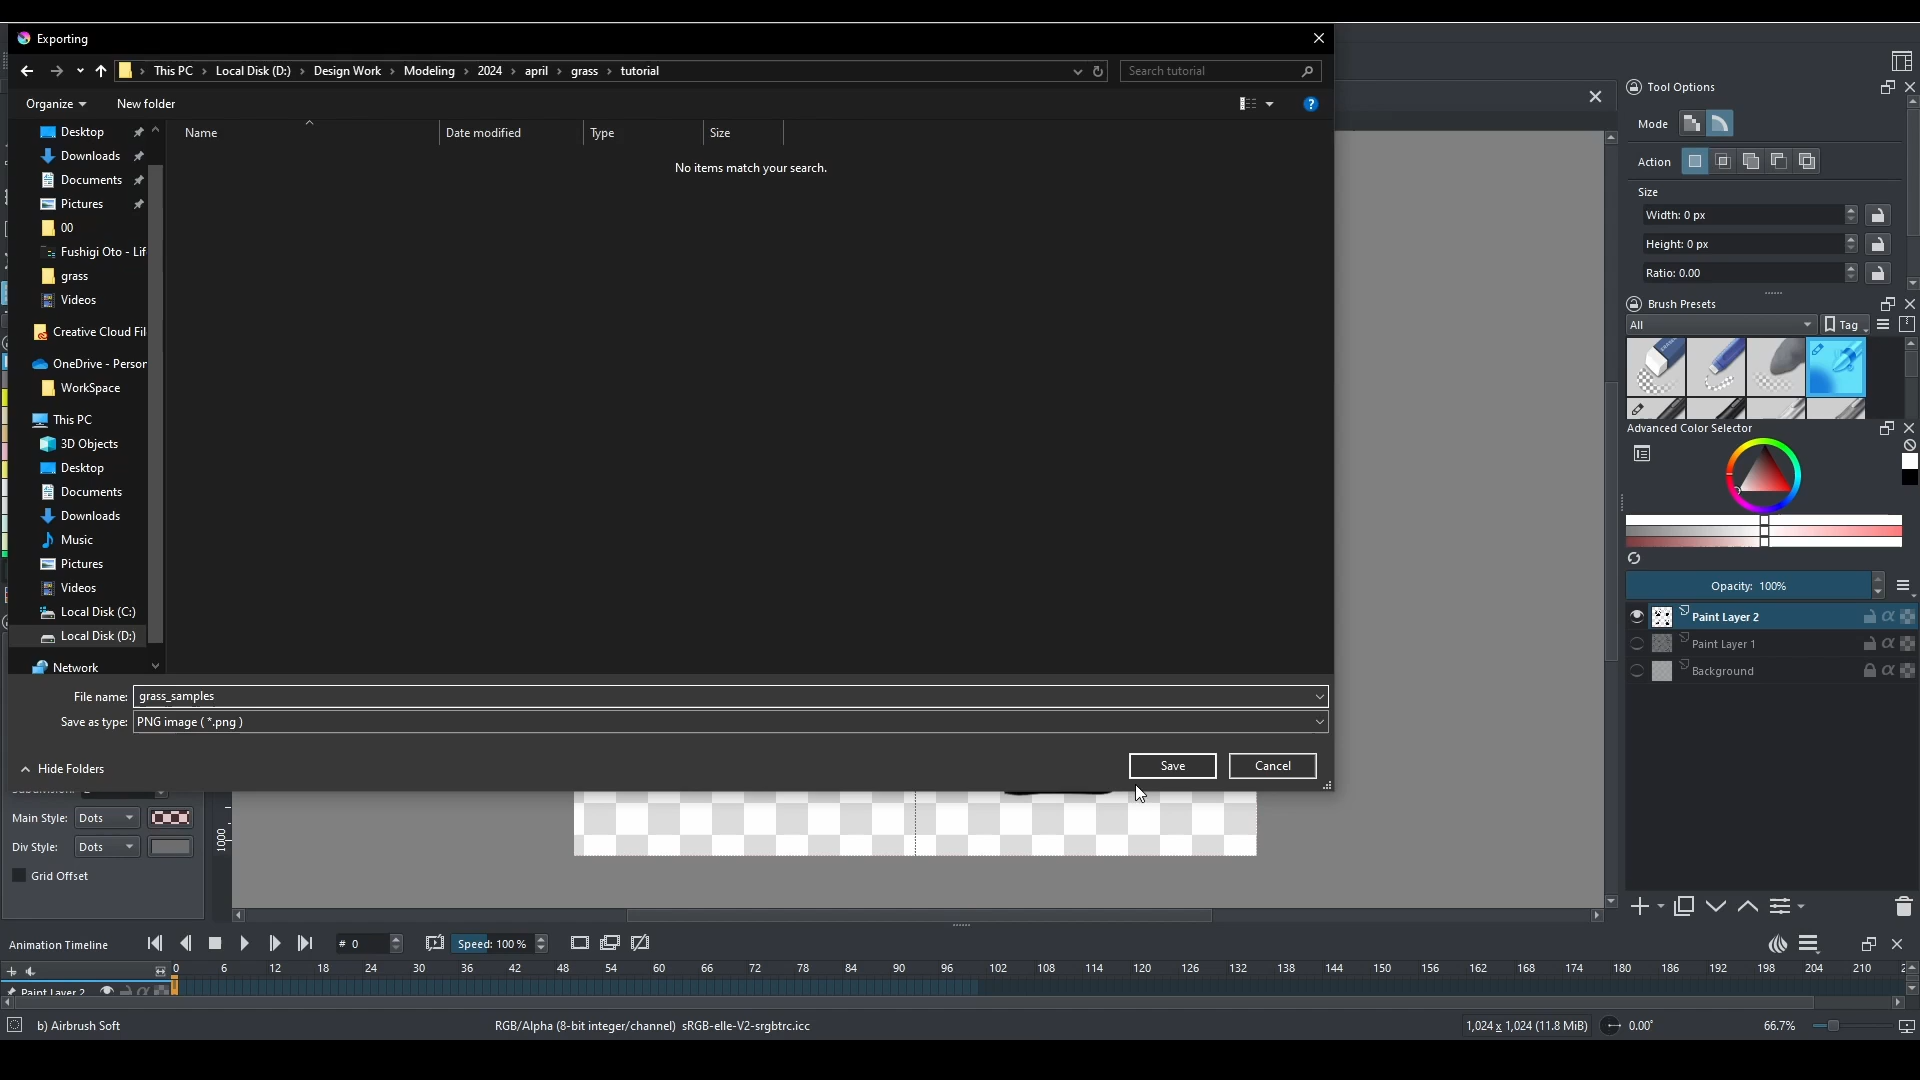 Exporting
This PC > Local Disk (D:) > Design Work > Modeling > 2024 > april > grass > tutorial
Search tutorial
Organize
New folder
Name
Date modified
Type
Size
No items match your search.
Desktop
Downloads
Documents
Pictures
00
Fushigi Oto - Lif
grass
Videos
Creative Cloud Fil
OneDrive - Person
WorkSpace
This PC
3D Objects
Desktop
Documents
Downloads
Music
Pictures
Videos
Local Disk (C:)
Local Disk (D:)
Network
File name: grass_samples
Save as type: PNG image ( *.png )
Hide Folders
Save
Cancel
Tool Options
Mode
Action
Size
Width: 0 px
Height: 0 px
Ratio: 0.00
Brush Presets
All
Tag
Advanced Color Selector
Opacity: 100%
Paint Layer 2
Paint Layer 1
Background
Main Style: Dots
Div Style: Dots
Grid Offset
1000
Animation Timeline
# 0
Speed: 100 %
0 6 12 18 24 30 36 42 48 54 60 66 72 78 84 90 96 102 108 114 120 126 132 138 144 150 156 162 168 174 180 186 192 198 204 210
Paint Layer 2
b) Airbrush Soft
RGB/Alpha (8-bit integer/channel) sRGB-elle-V2-srgbtrc.icc
1,024 x 1,024 (11.8 MiB)
0.00°
66.7%